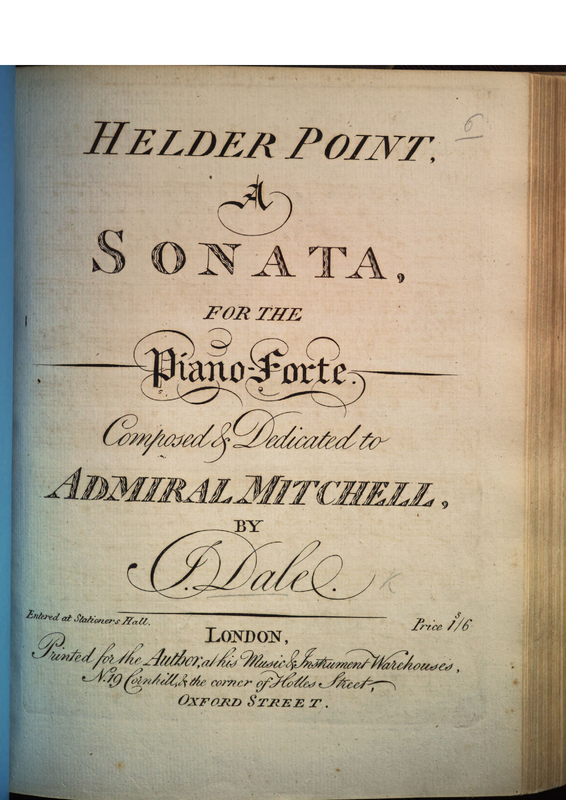 6
HELDER POINT,
A
SONATA,
FOR THE
Piano-Forte.
Composed & Dedicated to
ADMIRAL MITCHELL,
BY
J. Dale.
Entered at Stationers Hall.
Price 1s/6
LONDON,
Printed for the Author, at his Music & Instrument Warehouses,
No. 19 Cornhill, & the corner of Holles Street,
OXFORD STREET.